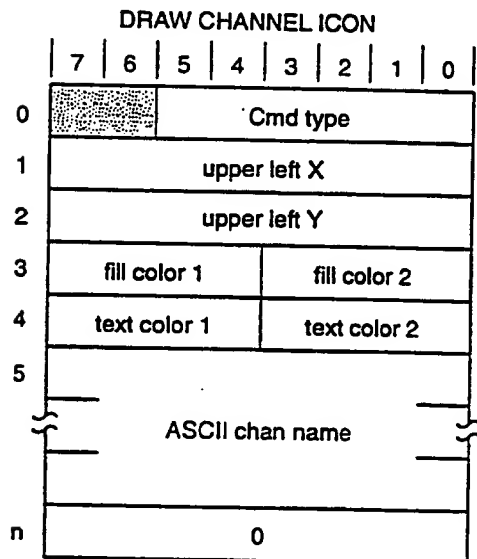 DRAW CHANNEL ICON
7 6 5 4 3 2 1 0
0 Cmd type
1 upper left X
2 upper left Y
3 fill color 1 fill color 2
4 text color 1 text color 2
5
ASCII chan name
n 0